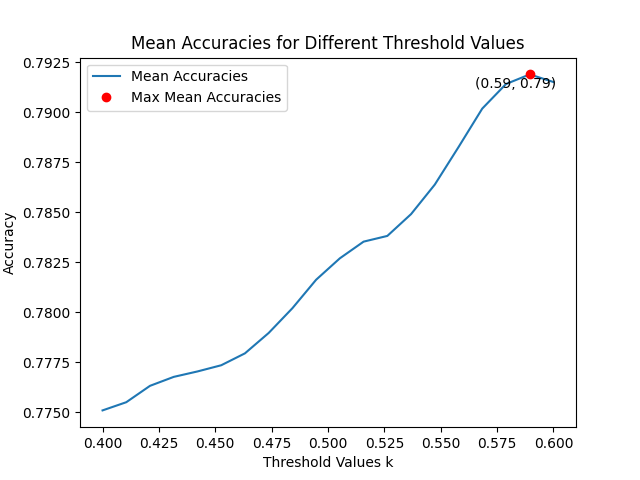 Mean Accuracies for Different Threshold Values
Mean Accuracies
Max Mean Accuracies
(0.59, 0.79)
0.7925
0.7900
0.7875
0.7850
0.7825
0.7800
0.7775
0.7750
Accuracy
0.400 0.425 0.450 0.475 0.500 0.525 0.550 0.575 0.600
Threshold Values k